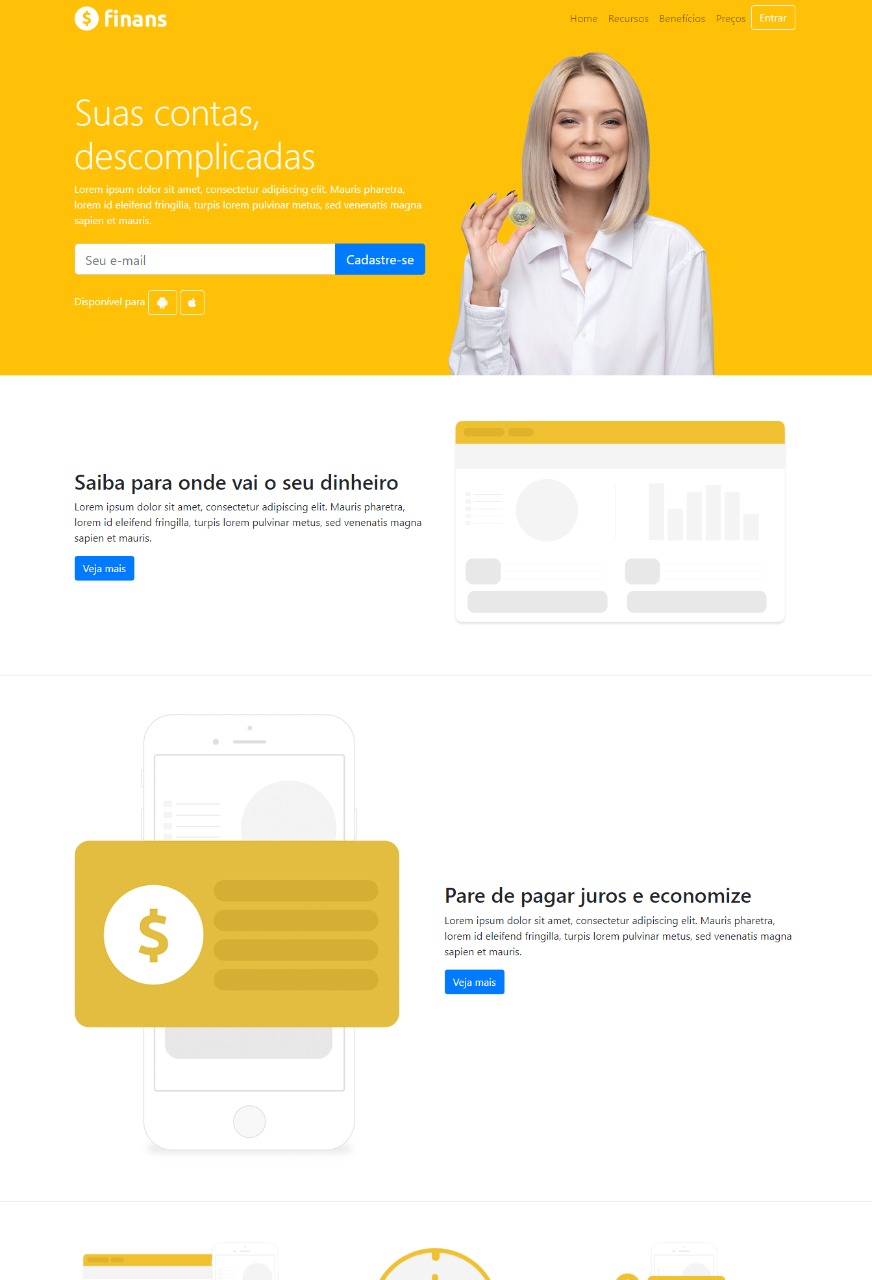 finans
Home Recursos Benefícios Preços Entrar
Suas contas,
descomplicadas
Lorem ipsum dolor sit amet, consectetur adipiscing elit. Mauris pharetra,
lorem id eleifend fringilla, turpis lorem pulvinar metus, sed venenatis magna
sapien et mauris.
Seu e-mail Cadastre-se
Disponível para
Saiba para onde vai o seu dinheiro
Lorem ipsum dolor sit amet, consectetur adipiscing elit. Mauris pharetra,
lorem id eleifend fringilla, turpis lorem pulvinar metus, sed venenatis magna
sapien et mauris.
Veja mais
$
Pare de pagar juros e economize
Lorem ipsum dolor sit amet, consectetur adipiscing elit. Mauris pharetra,
lorem id eleifend fringilla, turpis lorem pulvinar metus, sed venenatis magna
sapien et mauris.
Veja mais